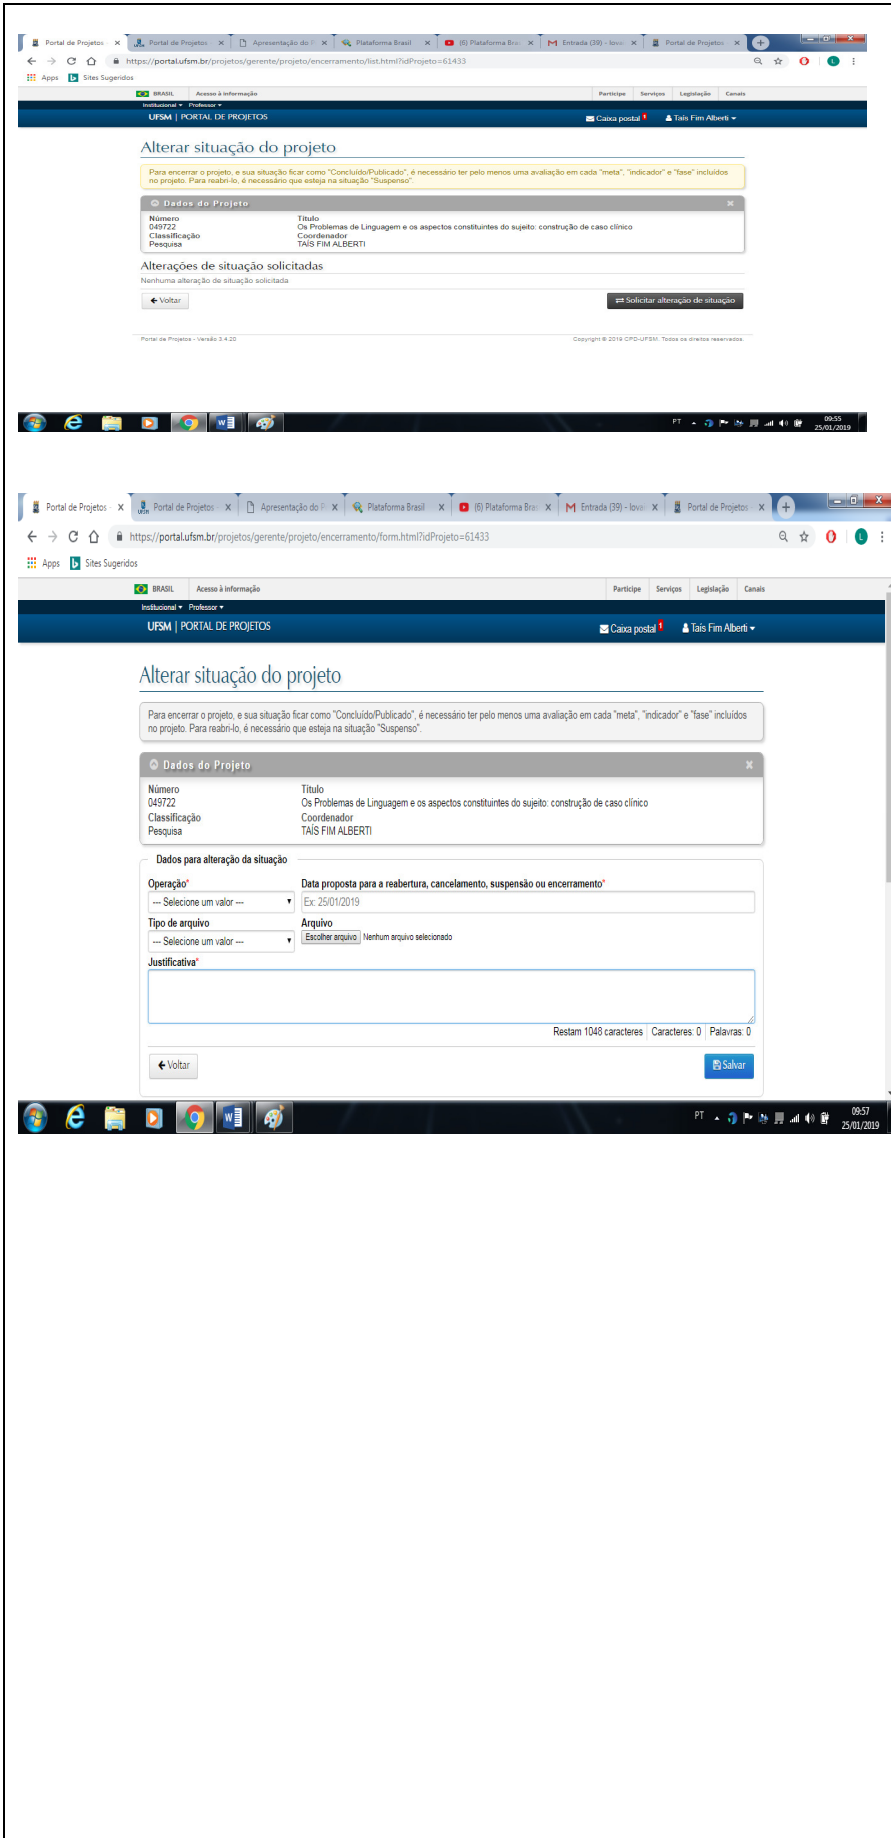 Portal de Projetos - Portal de Projetos - Apresentação do P Plataforma Brasil (6) Plataforma Bras Entrada (39) - lova Portal de Projetos
https://portal.ufsm.br/projetos/gerente/projeto/encerramento/list.html?idProjeto=61433
Apps Sites Sugeridos
BRASIL Acesso à informação Participe Serviços Legislação Canais
Institucional Professor
UFSM | PORTAL DE PROJETOS Caixa postal 1 Taís Fim Alberti
Alterar situação do projeto
Para encerrar o projeto, e sua situação ficar como "Concluído/Publicado", é necessário ter pelo menos uma avaliação em cada "meta", "indicador" e "fase" incluídos
no projeto. Para reabri-lo, é necessário que esteja na situação "Suspenso".
Dados do Projeto
Número Título
049722 Os Problemas de Linguagem e os aspectos constituintes do sujeito: construção de caso clínico
Classificação Coordenador
Pesquisa TAÍS FIM ALBERTI
Alterações de situação solicitadas
Nenhuma alteração de situação solicitada
Voltar Solicitar alteração de situação
Portal de Projetos - Versão 3.4.20 Copyright © 2019 CPD-UFSM. Todos os direitos reservados.
PT 09:55
25/01/2019
Portal de Projetos - Portal de Projetos - Apresentação do P Plataforma Brasil (6) Plataforma Bras Entrada (39) - lova Portal de Projetos
https://portal.ufsm.br/projetos/gerente/projeto/encerramento/form.html?idProjeto=61433
Apps Sites Sugeridos
BRASIL Acesso à informação Participe Serviços Legislação Canais
Institucional Professor
UFSM | PORTAL DE PROJETOS Caixa postal 1 Taís Fim Alberti
Alterar situação do projeto
Para encerrar o projeto, e sua situação ficar como "Concluído/Publicado", é necessário ter pelo menos uma avaliação em cada "meta", "indicador" e "fase" incluídos
no projeto. Para reabri-lo, é necessário que esteja na situação "Suspenso".
Dados do Projeto
Número Título
049722 Os Problemas de Linguagem e os aspectos constituintes do sujeito: construção de caso clínico
Classificação Coordenador
Pesquisa TAÍS FIM ALBERTI
Dados para alteração da situação
Operação* Data proposta para a reabertura, cancelamento, suspensão ou encerramento*
--- Selecione um valor --- Ex: 25/01/2019
Tipo de arquivo Arquivo
--- Selecione um valor --- Escolher arquivo Nenhum arquivo selecionado
Justificativa*
Restam 1048 caracteres Caracteres: 0 Palavras: 0
Voltar Salvar
PT 09:57
25/01/2019